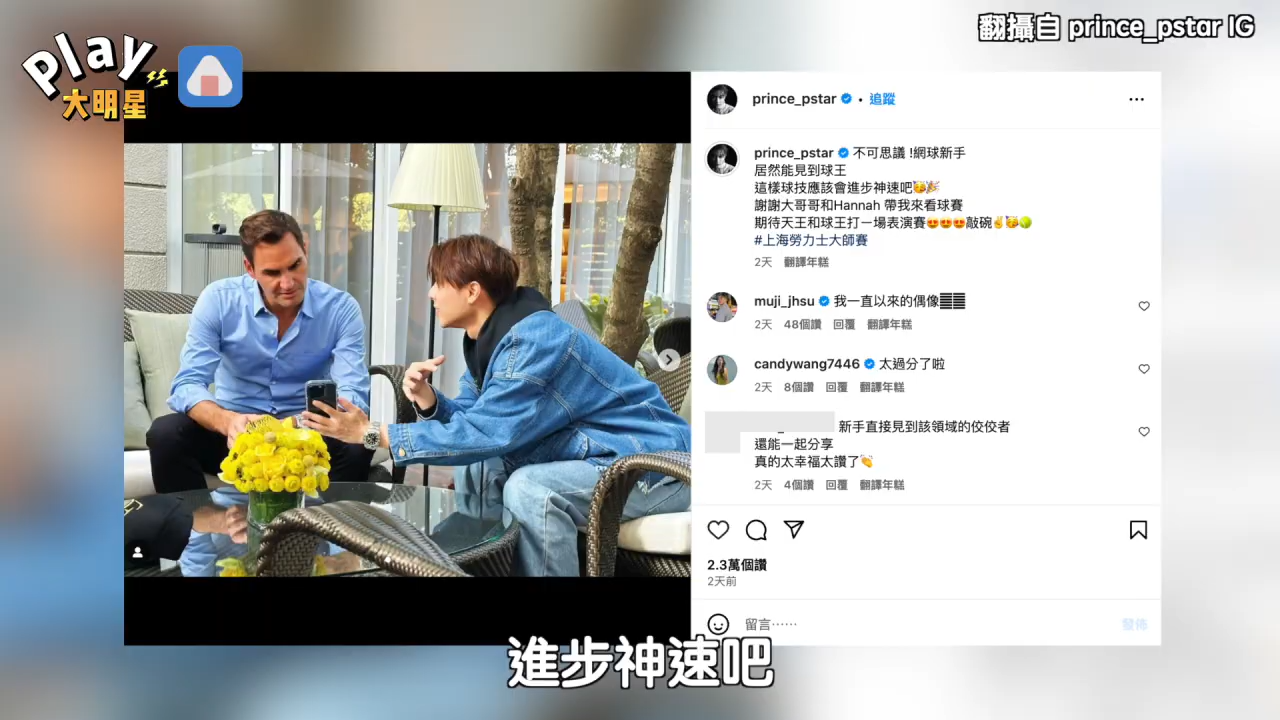 Play
大明星
翻攝自 prince_pstar IG
prince_pstar • 追蹤
prince_pstar 不可思議 !網球新手
居然能見到球王
這樣球技應該會進步神速吧🥳🎉
謝謝大哥哥和Hannah 帶我來看球賽
期待天王和球王打一場表演賽😍😍😍敲碗✌️🥳🎾
#上海勞力士大師賽
2天 翻譯年糕
muji_jhsu 我一直以來的偶像
2天 48個讚 回覆 翻譯年糕
candywang7446 太過分了啦
2天 8個讚 回覆 翻譯年糕
新手直接見到該領域的佼佼者
還能一起分享
真的太幸福太讚了👏
2天 4個讚 回覆 翻譯年糕
2.3萬個讚
2天前
留言⋯⋯ 發佈
進步神速吧